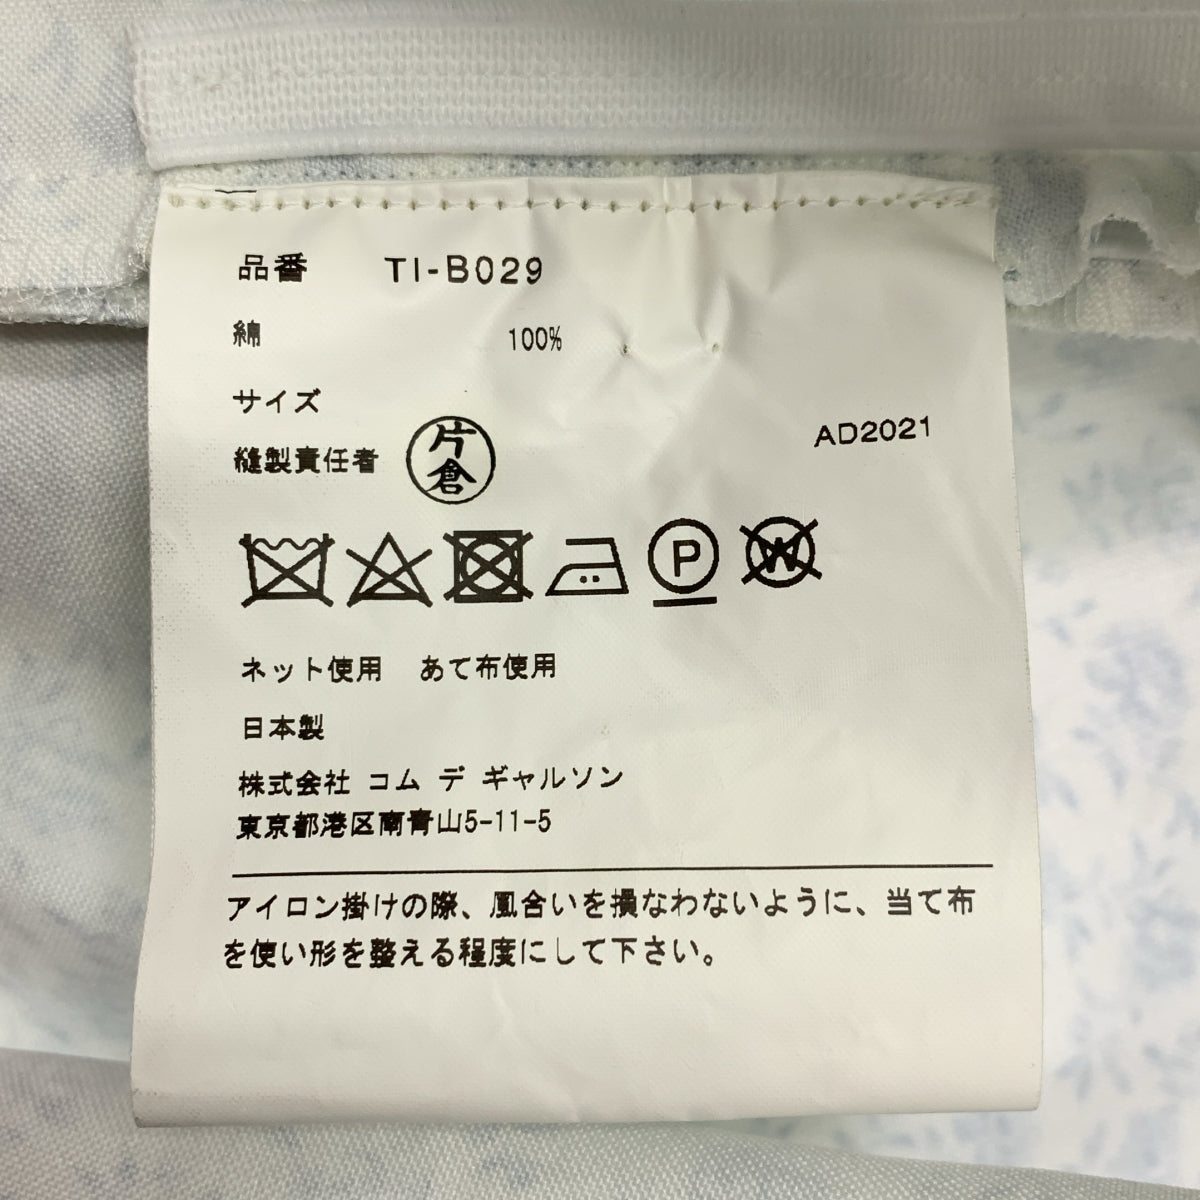 品番 TI-B029
綿 100%
サイズ
AD2021
縫製責任者 片倉
P W
ネット使用 あて布使用
日本製
株式会社 コム デ ギャルソン
東京都港区南青山5-11-5
アイロン掛けの際、風合いを損なわないように、当て布
を使い形を整える程度にして下さい。